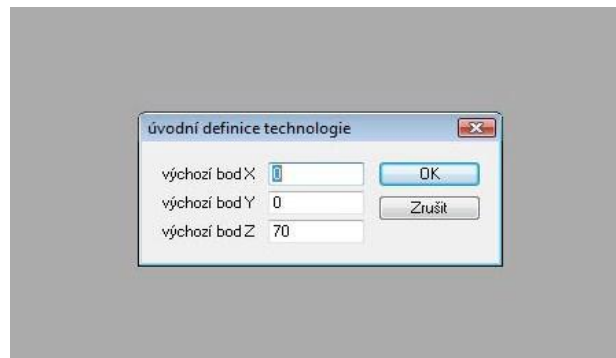 úvodní definice technologie
výchozí bod X 0 OK
výchozí bod Y 0 Zrušit
výchozí bod Z 70